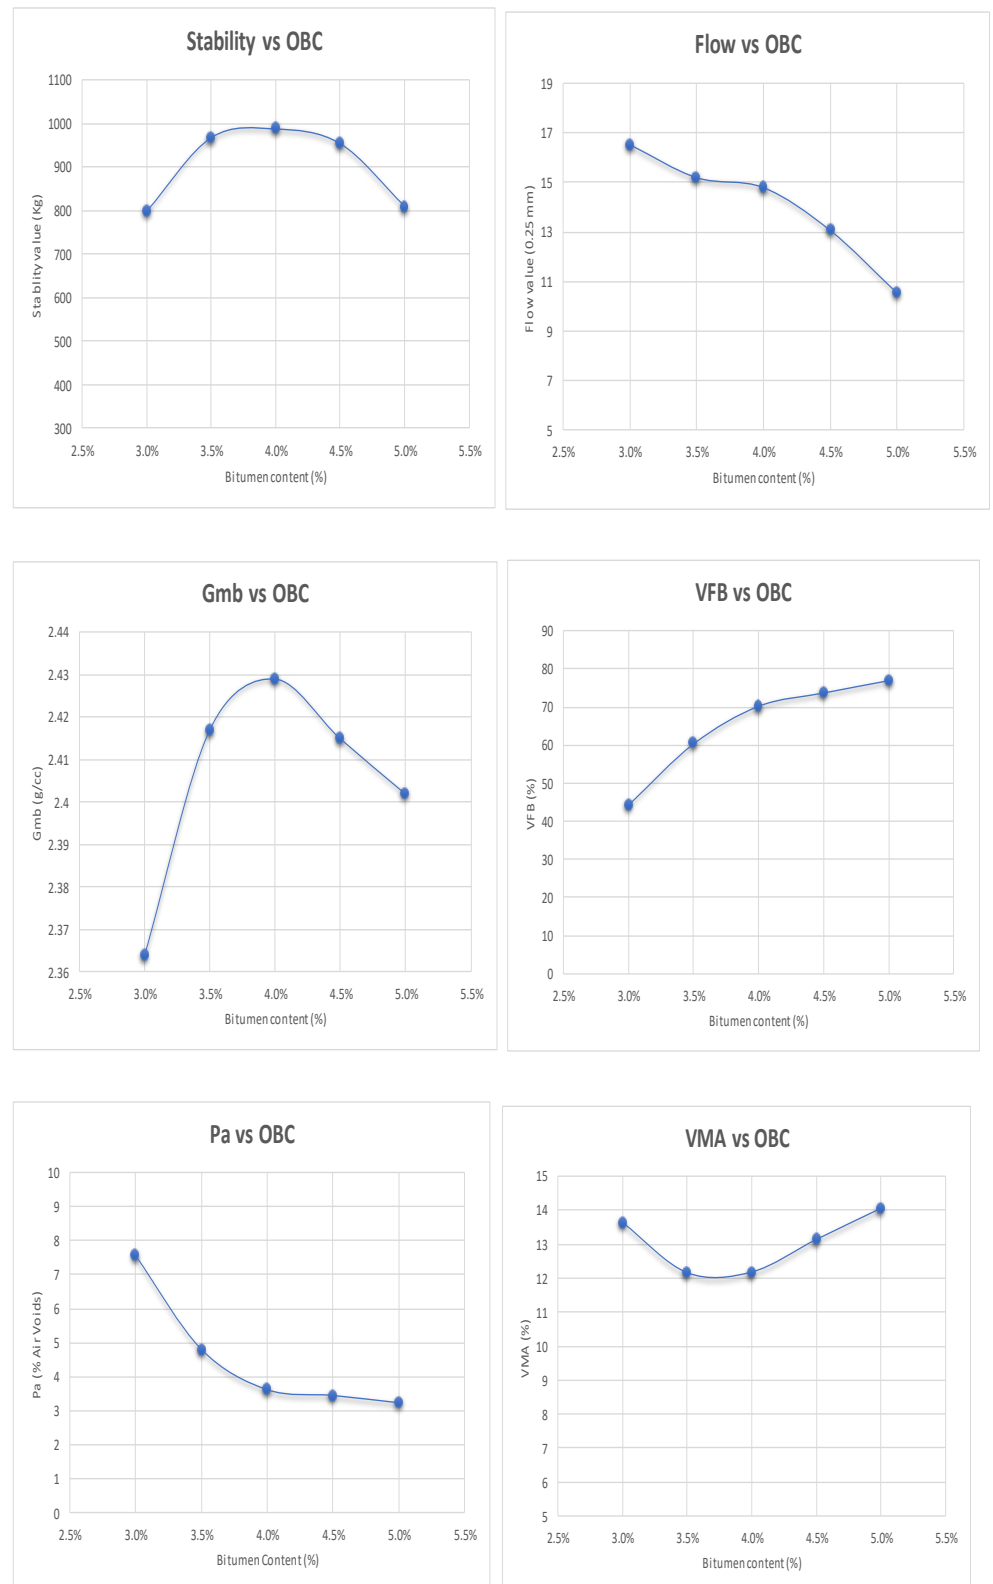 Stability vs OBC
1100
1000
900
800
700
600
500
400
300
Stablity value (Kg)
2.5% 3.0% 3.5% 4.0% 4.5% 5.0% 5.5%
Bitumen content (%)
Flow vs OBC
19
17
15
13
11
9
7
5
Flow value (0.25 mm)
2.5% 3.0% 3.5% 4.0% 4.5% 5.0% 5.5%
Bitumen content (%)
Gmb vs OBC
2.44
2.43
2.42
2.41
2.4
2.39
2.38
2.37
2.36
Gmb (g/cc)
2.5% 3.0% 3.5% 4.0% 4.5% 5.0% 5.5%
Bitumen content (%)
VFB vs OBC
90
80
70
60
50
40
30
20
10
0
VFB (%)
2.5% 3.0% 3.5% 4.0% 4.5% 5.0% 5.5%
Bitumen content (%)
Pa vs OBC
10
9
8
7
6
5
4
3
2
1
0
Pa (% Air Voids)
2.5% 3.0% 3.5% 4.0% 4.5% 5.0% 5.5%
Bitumen Content (%)
VMA vs OBC
15
14
13
12
11
10
9
8
7
6
5
VMA (%)
2.5% 3.0% 3.5% 4.0% 4.5% 5.0% 5.5%
Bitumen content (%)